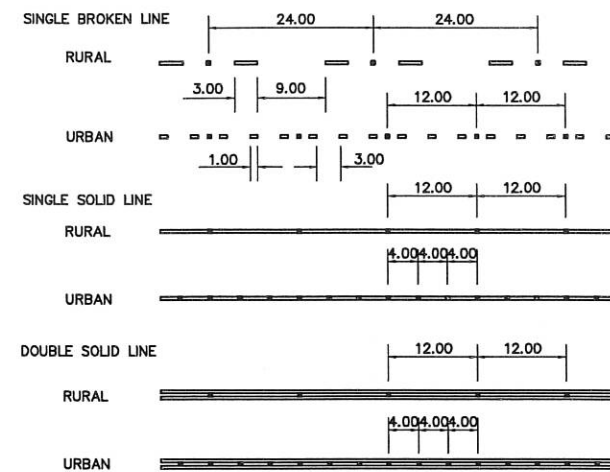 SINGLE BROKEN LINE
24.00 24.00
RURAL
3.00 9.00
12.00 12.00
URBAN
1.00 3.00
12.00 12.00
SINGLE SOLID LINE
RURAL
4.00 4.00 4.00
URBAN
DOUBLE SOLID LINE
12.00 12.00
RURAL
4.00 4.00 4.00
URBAN